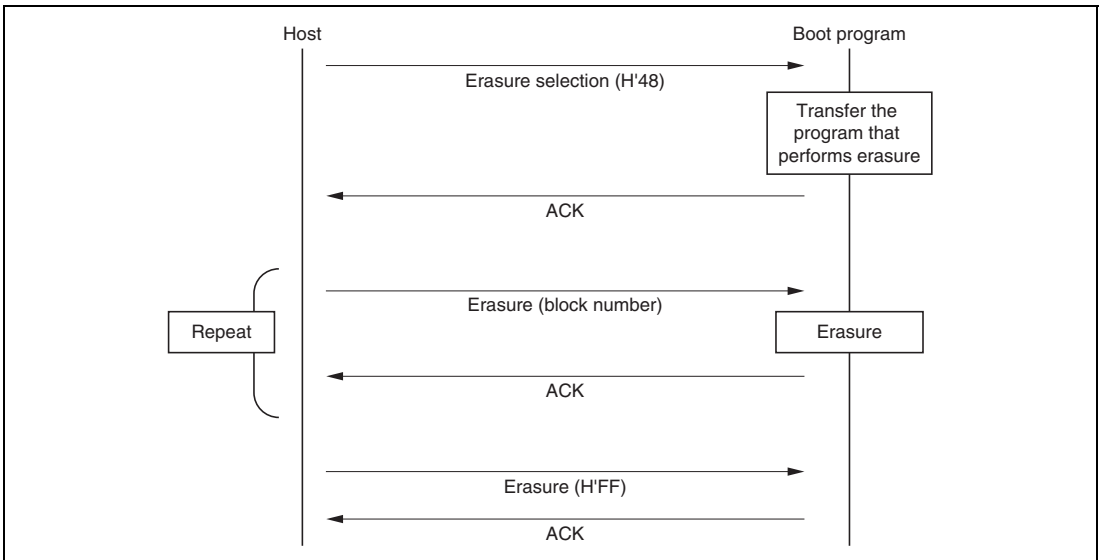 Host
Boot program
Erasure selection (H'48)
Transfer the
program that
performs erasure
ACK
Erasure (block number)
Repeat
Erasure
ACK
Erasure (H'FF)
ACK